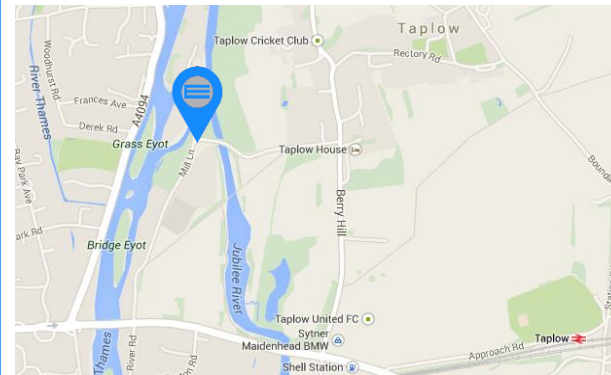 Taplow
Taplow Cricket Club
Rectory Rd
Woodhurst Rd
River Thames
A4094
Frances Ave
Derek Rd
Grass Eyot
Mill Ln
Taplow House
Ray Park Ave
Berry Hill
ark Rd
Bridge Eyot
Jubilee River
Taplow United FC
Sytner
Maidenhead BMW
Shell Station
Thames
River Rd
Approach Rd
Taplow
Station
Bounda